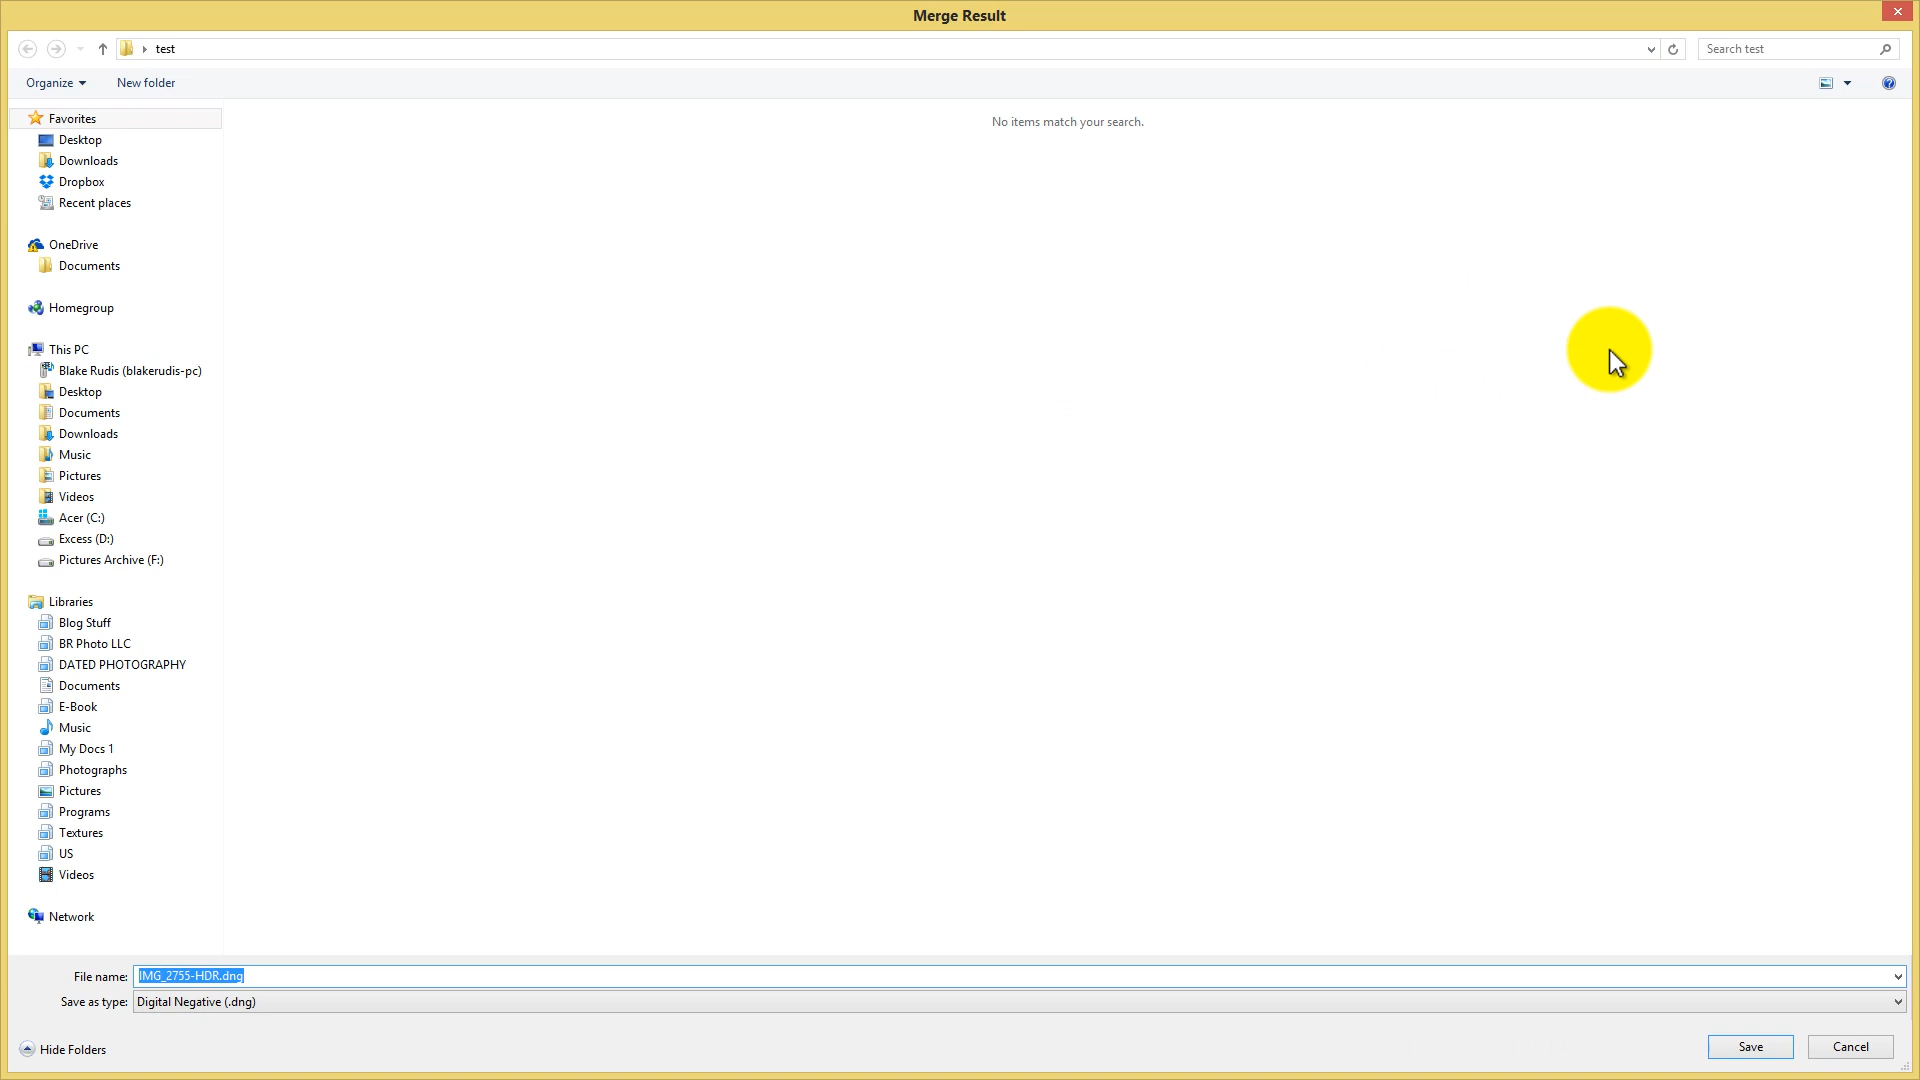 Merge Result
test
Search test
Organize
New folder
Favorites
Desktop
Downloads
Dropbox
Recent places
OneDrive
Documents
Homegroup
This PC
Blake Rudis (blakerudis-pc)
Desktop
Documents
Downloads
Music
Pictures
Videos
Acer (C:)
Excess (D:)
Pictures Archive (F:)
Libraries
Blog Stuff
BR Photo LLC
DATED PHOTOGRAPHY
Documents
E-Book
Music
My Docs 1
Photographs
Pictures
Programs
Textures
US
Videos
Network
No items match your search.
File name: IMG_2755-HDR.dng
Save as type: Digital Negative (.dng)
Hide Folders
Save
Cancel